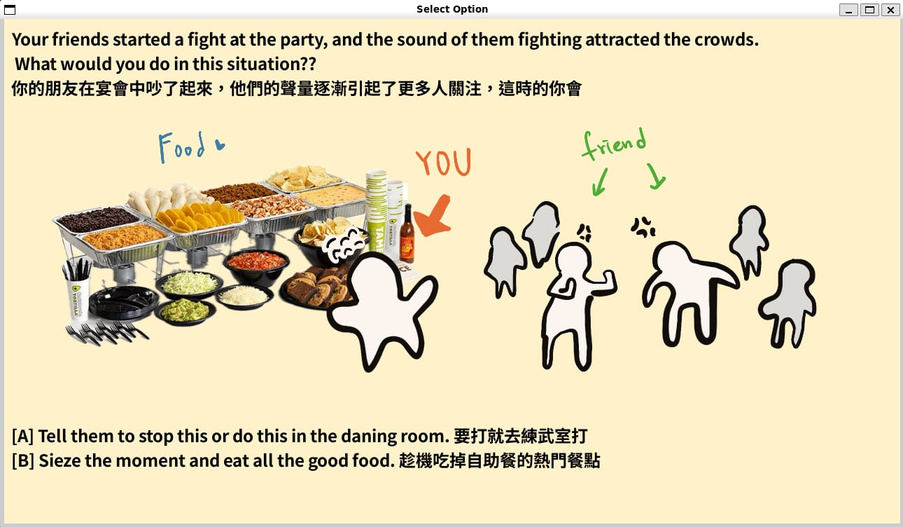 Select Option
Your friends started a fight at the party, and the sound of them fighting attracted the crowds.
What would you do in this situation??
你的朋友在宴會中吵了起來，他們的聲量逐漸引起了更多人關注，這時的你會
Food
YOU
friend
[A] Tell them to stop this or do this in the daning room. 要打就去練武室打
[B] Sieze the moment and eat all the good food. 趁機吃掉自助餐的熱門餐點